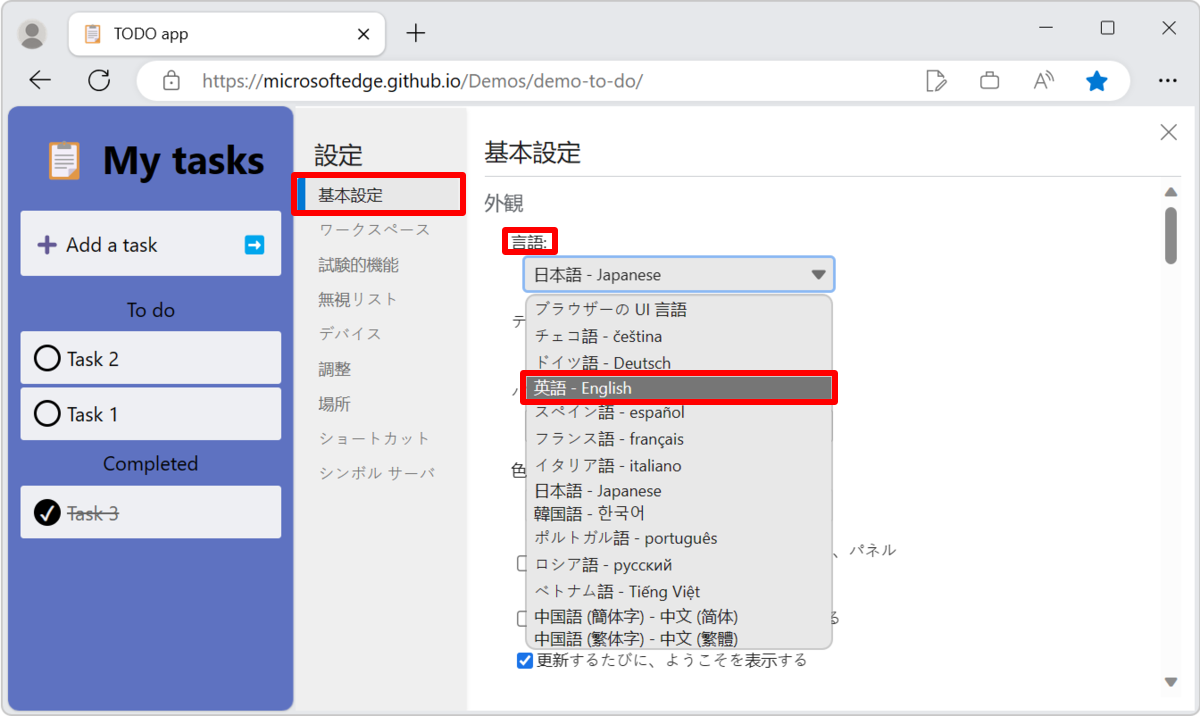 TODO app
https://microsoftedge.github.io/Demos/demo-to-do/
My tasks
Add a task
To do
Task 2
Task 1
Completed
Task 3
設定
基本設定
ワークスペース
試験的機能
無視リスト
デバイス
調整
場所
ショートカット
シンボル サーバ
基本設定
外観
言語:
日本語 - Japanese
テ
ブラウザーの UI 言語
チェコ語 - čeština
ドイツ語 - Deutsch
英語 - English
スペイン語 - español
フランス語 - français
色
イタリア語 - italiano
日本語 - Japanese
韓国語 - 한국어
ポルトガル語 - português
、パネル
ロシア語 - русский
ベトナム語 - Tiếng Việt
中国語 (簡体字) - 中文 (简体)
る
中国語 (繁体字) - 中文 (繁體)
更新するたびに、ようこそを表示する